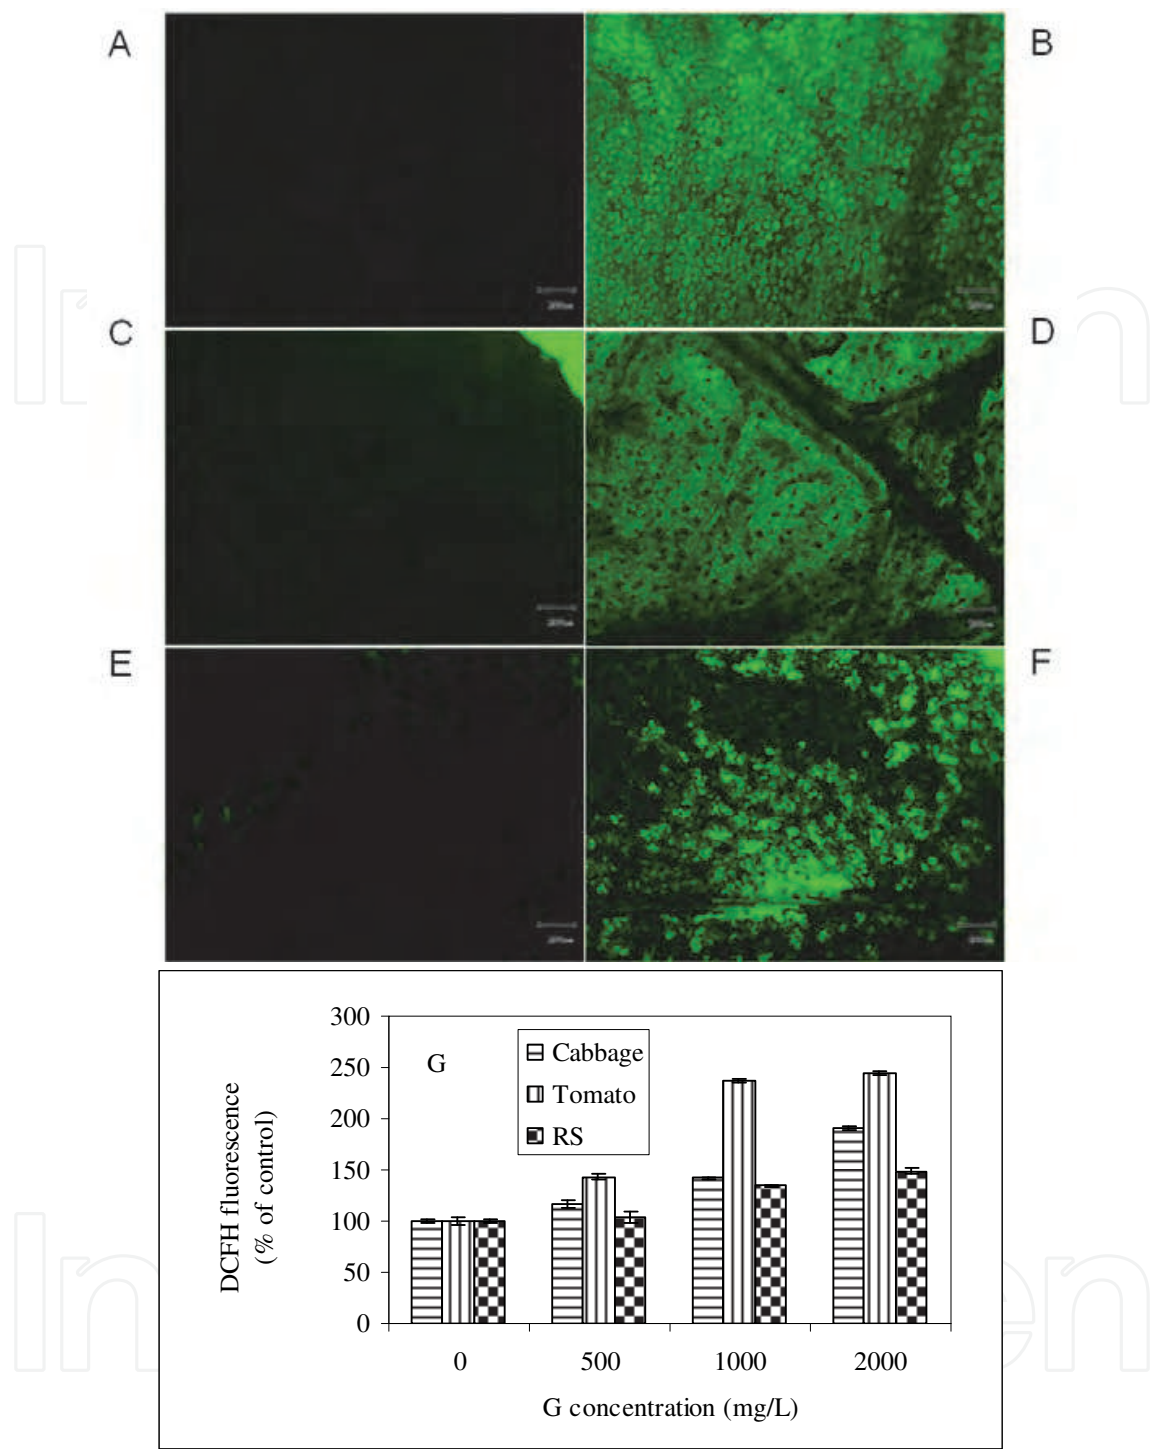 A
B
C
D
E
F
G
300
250
200
150
100
50
0
Cabbage
Tomato
RS
DCFH fluorescence
(% of control)
0 500 1000 2000
G concentration (mg/L)